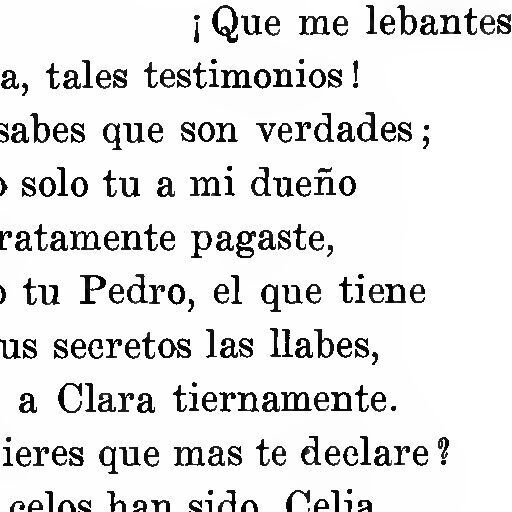 ¡Que me lebantes
a, tales testimonios!
sabes que son verdades;
solo tu a mi dueño
ratamente pagaste,
tu Pedro, el que tiene
us secretos las llabes,
a Clara tiernamente.
ieres que mas te declare?
celos han sido, Celia